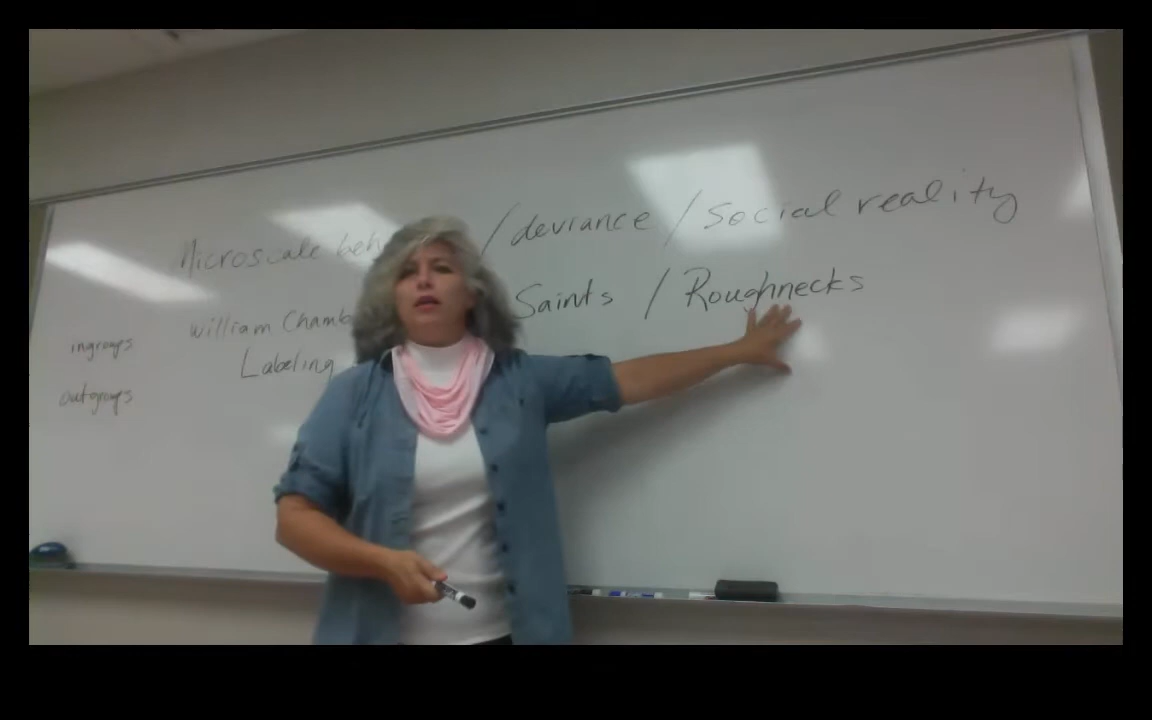 Microscale beh / deviance / Social reality
William Chamb Saints / Roughnecks
ingroups
Labeling
outgroups